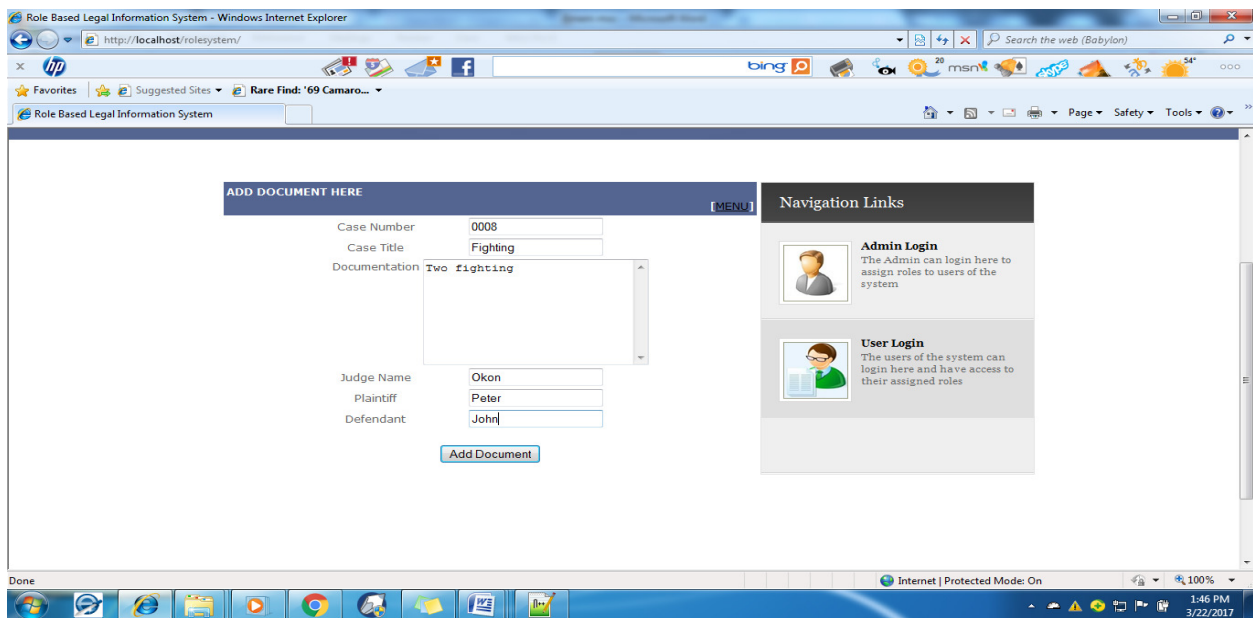 Role Based Legal Information System - Windows Internet Explorer
http://localhost/rolesystem/
Search the web (Babylon)
hp
f
bing
20
msn
54°
Favorites
Suggested Sites
Rare Find: '69 Camaro...
Role Based Legal Information System
Page
Safety
Tools
ADD DOCUMENT HERE
[MENU]
Case Number 0008
Case Title Fighting
Documentation Two fighting
Judge Name Okon
Plaintiff Peter
Defendant John
Add Document
Navigation Links
Admin Login
The Admin can login here to
assign roles to users of the
system
User Login
The users of the system can
login here and have access to
their assigned roles
Done
Internet | Protected Mode: On
100%
1:46 PM
3/22/2017